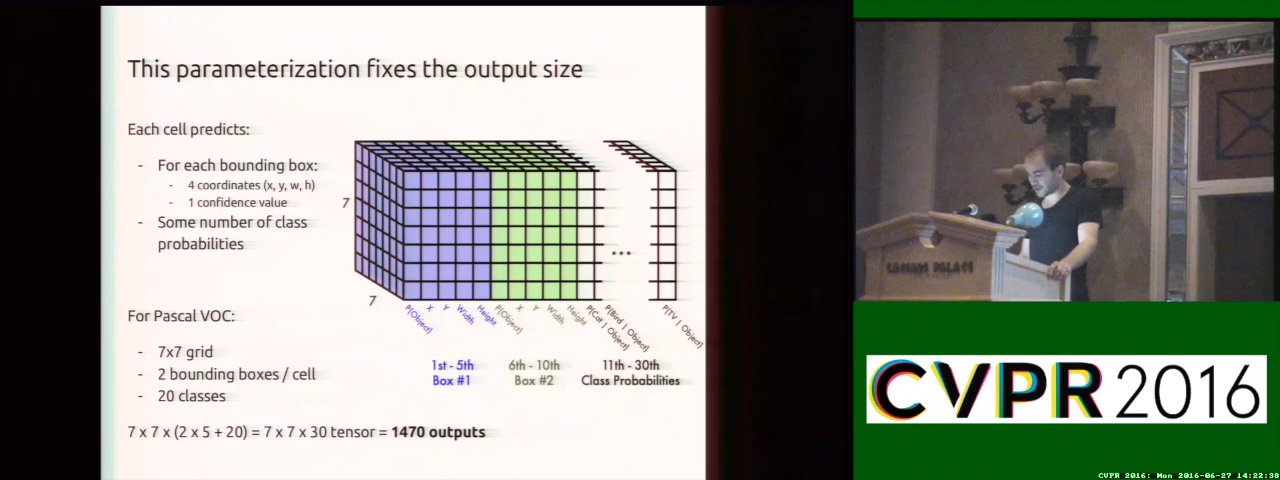 This parameterization fixes the output size
Each cell predicts:
- For each bounding box:
- 4 coordinates (x, y, w, h)
- 1 confidence value
- Some number of class
probabilities
7
7
...
P(Object)
X
Y
Width
Height
P(Object)
X
Y
Width
Height
P(Cat | Object)
P(Bird | Object)
P(TV | Object)
1st - 5th
Box #1
6th - 10th
Box #2
11th - 30th
Class Probabilities
For Pascal VOC:
- 7x7 grid
- 2 bounding boxes / cell
- 20 classes
7 x 7 x (2 x 5 + 20) = 7 x 7 x 30 tensor = 1470 outputs
CAESARS PALACE
CVPR 2016
CVPR 2016: Mon 2016-06-27 14:22:38